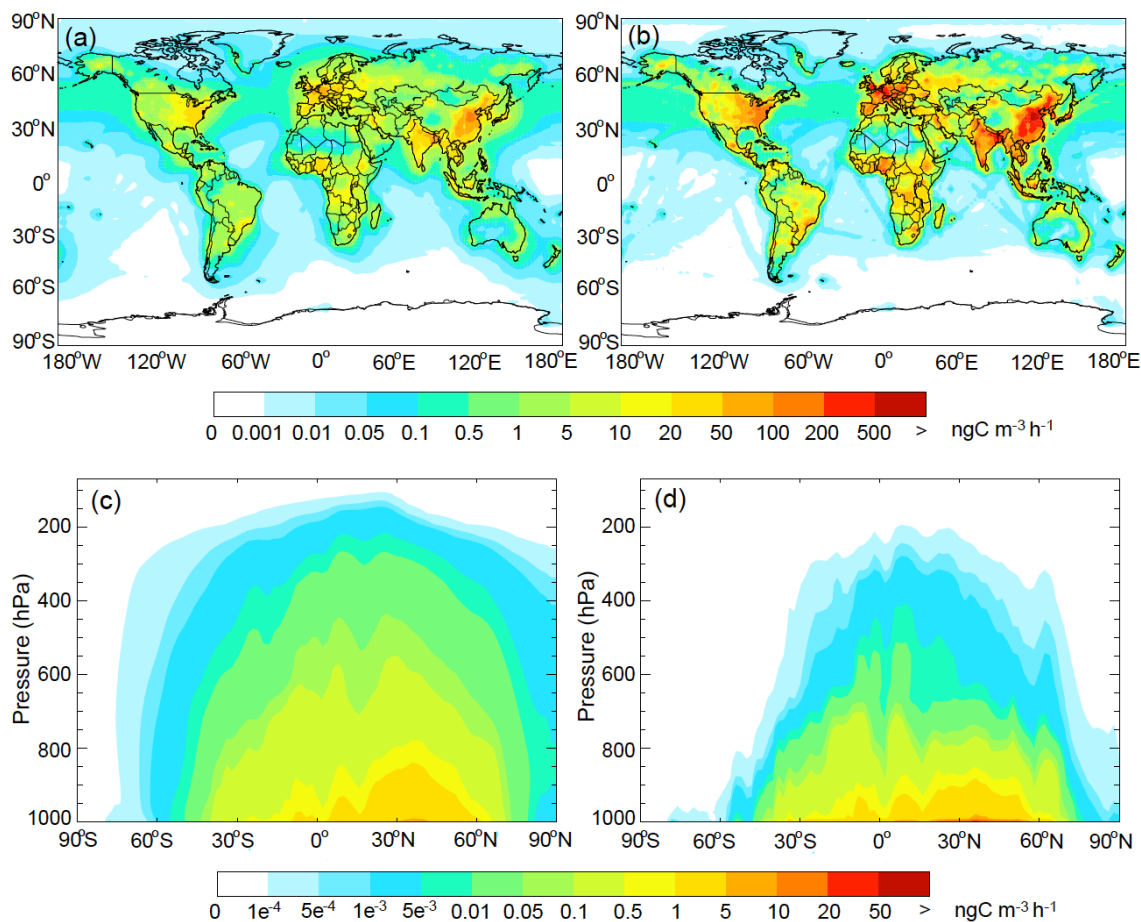 90°N (a) 90°N (b)
60°N 60°N
30°N 30°N
0° 0°
30°S 30°S
60°S 60°S
90°S 90°S
180°W 120°W 60°W 0° 60°E 120°E 180°E 180°W 120°W 60°W 0° 60°E 120°E 180°E
0 0.001 0.01 0.05 0.1 0.5 1 5 10 20 50 100 200 500 > ngC m⁻³ h⁻¹
(c) (d)
200 200
400 400
600 600
800 800
1000 1000
Pressure (hPa) Pressure (hPa)
90°S 60°S 30°S 0° 30°N 60°N 90°N 90°S 60°S 30°S 0° 30°N 60°N 90°N
0 1e⁻⁴ 5e⁻⁴ 1e⁻³ 5e⁻³ 0.01 0.05 0.1 0.5 1 5 10 20 50 > ngC m⁻³ h⁻¹